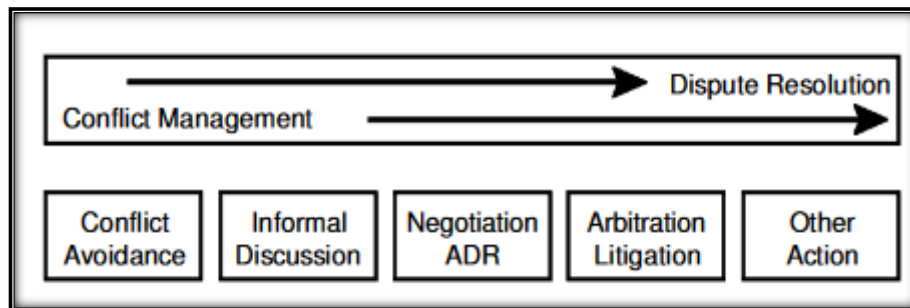 Dispute Resolution
Conflict Management
Conflict
Avoidance
Informal
Discussion
Negotiation
ADR
Arbitration
Litigation
Other
Action